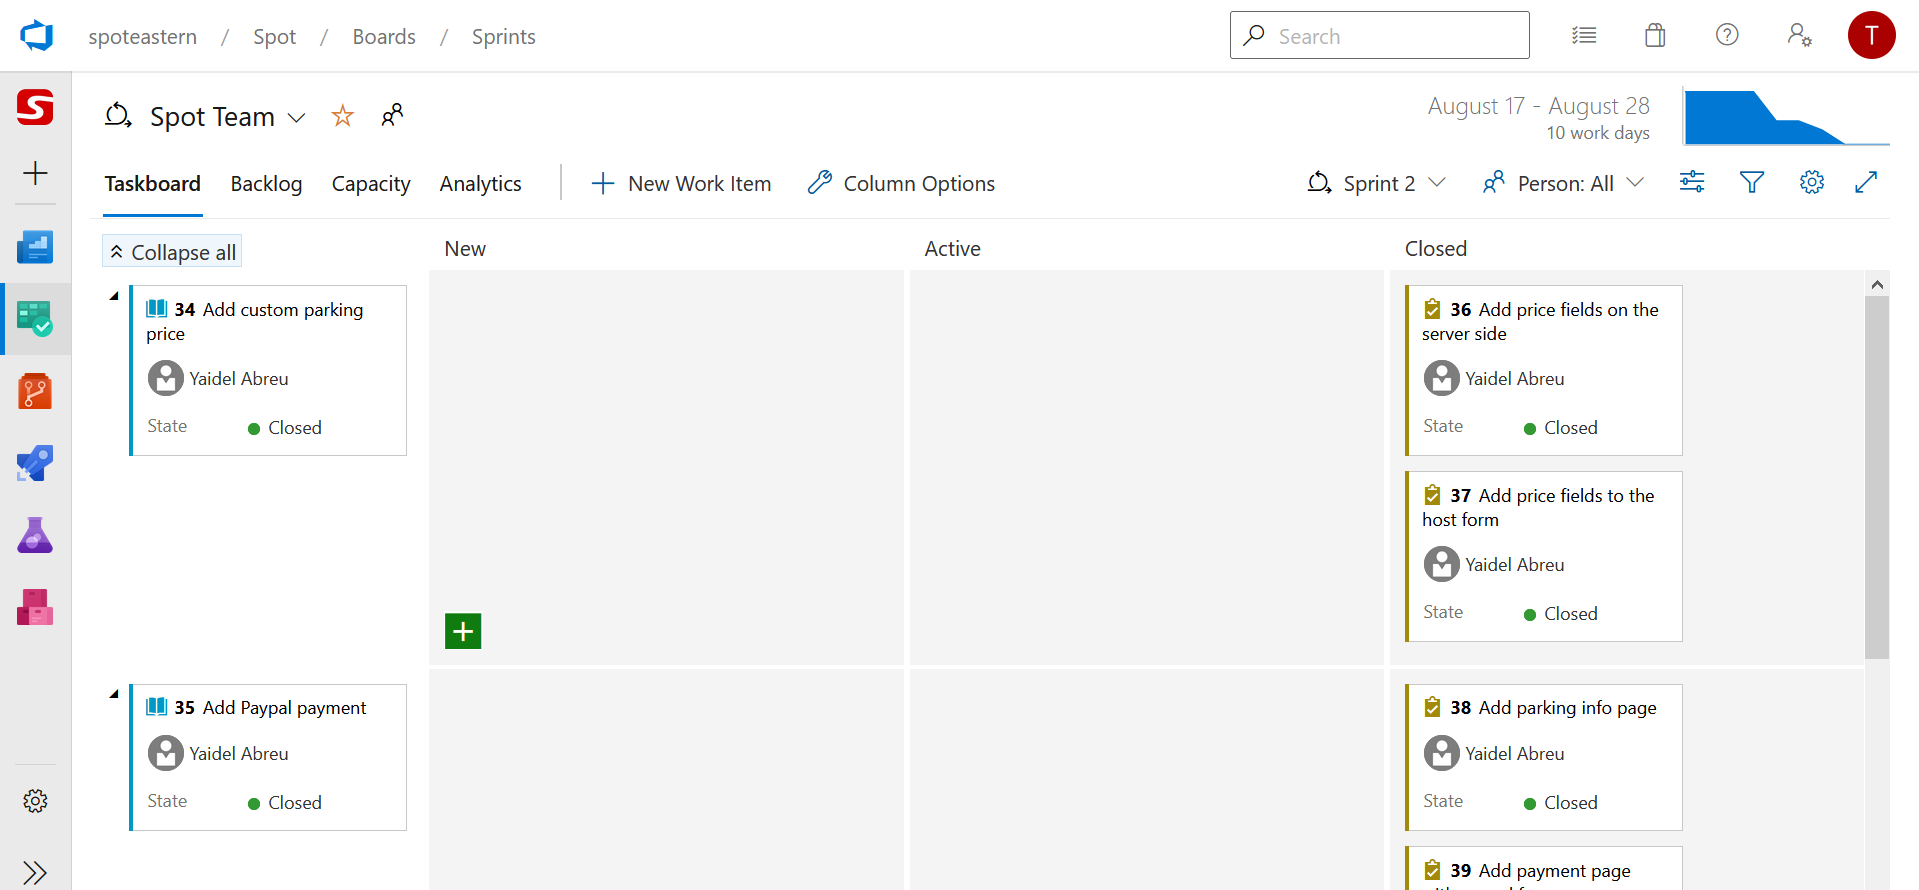 spoteastern / Spot / Boards / Sprints
Search
T
S
Spot Team
August 17 - August 28
10 work days
Taskboard Backlog Capacity Analytics New Work Item Column Options Sprint 2 Person: All
Collapse all New Active Closed
34 Add custom parking
price
Yaidel Abreu
State Closed
36 Add price fields on the
server side
Yaidel Abreu
State Closed
37 Add price fields to the
host form
Yaidel Abreu
State Closed
35 Add Paypal payment
Yaidel Abreu
State Closed
38 Add parking info page
Yaidel Abreu
State Closed
39 Add payment page